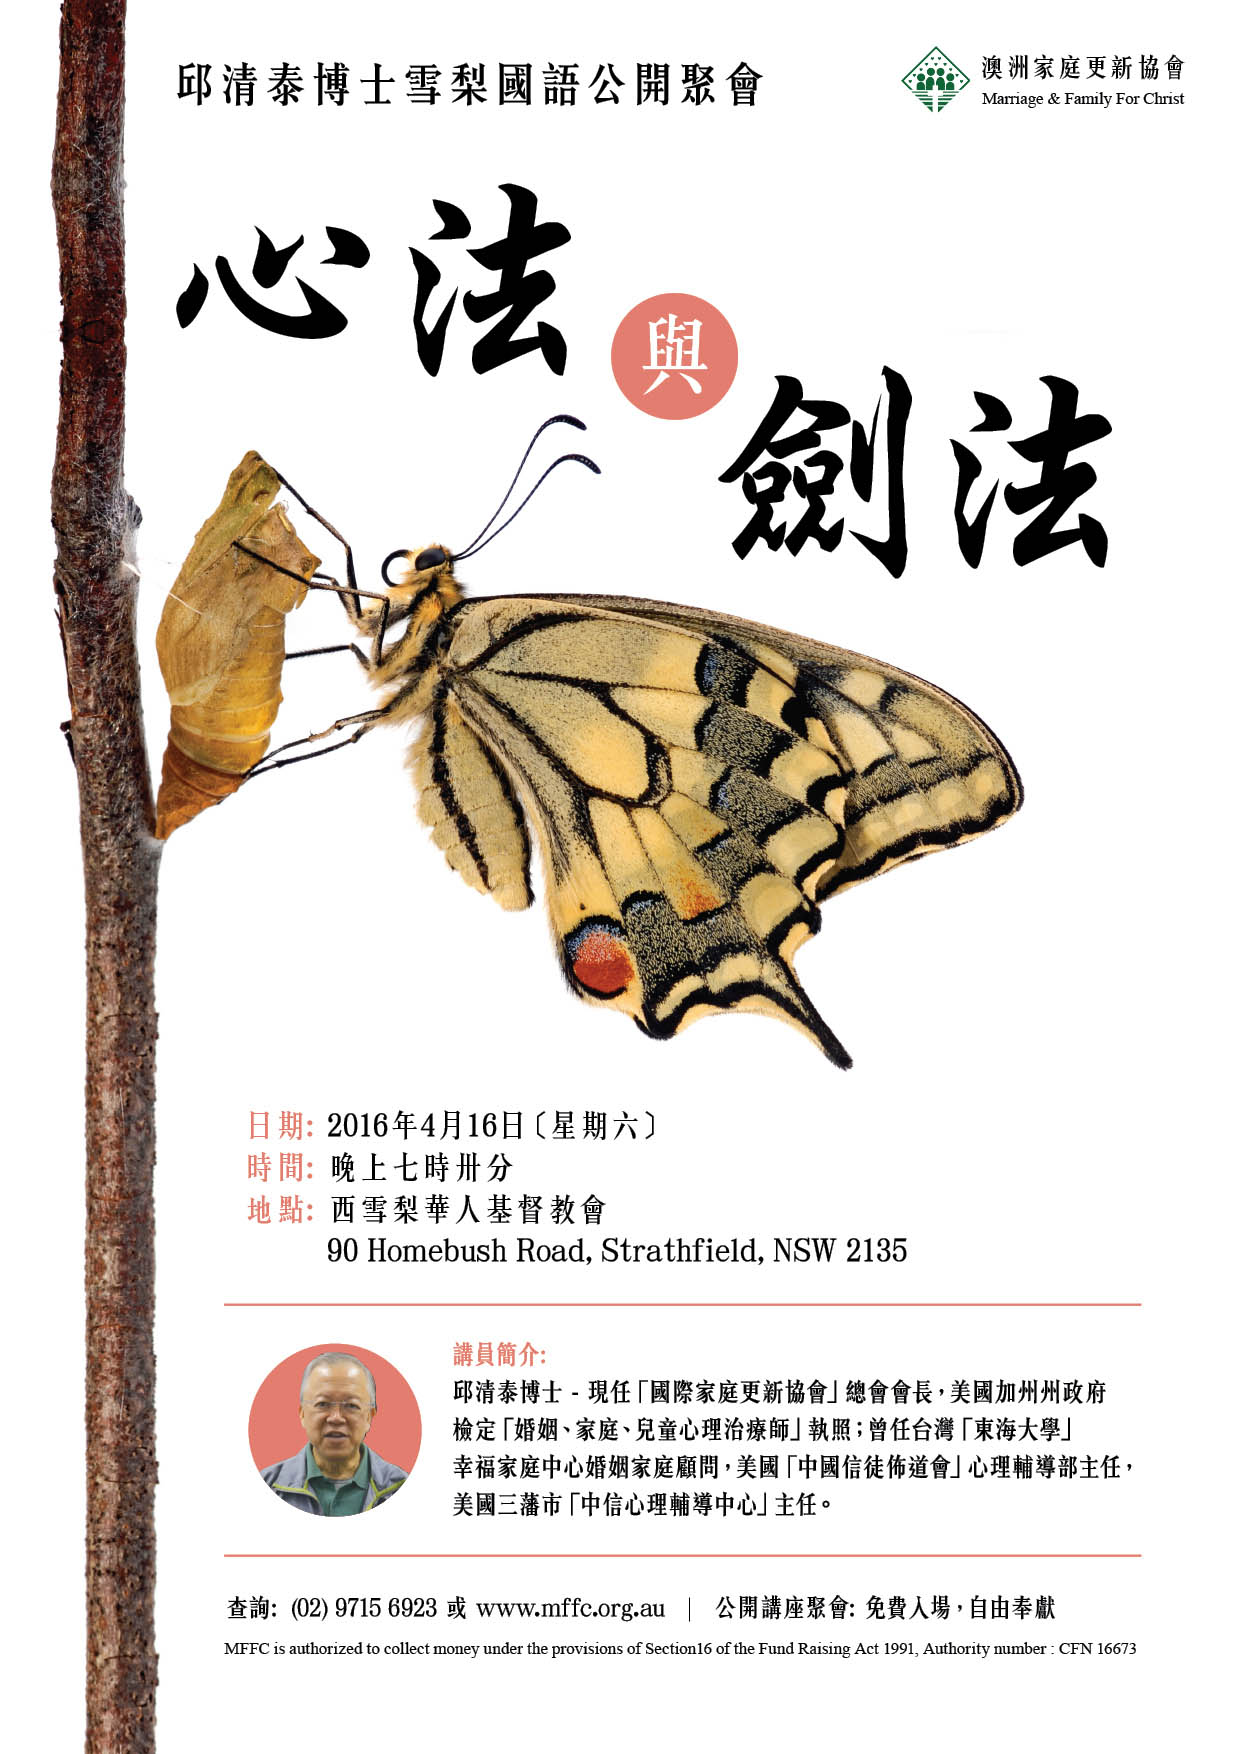 邱清泰博士雪梨國語公開聚會
澳洲家庭更新協會
Marriage & Family For Christ
心法
與
劍法
日期: 2016年4月16日〔星期六〕
時間: 晚上七時卅分
地點: 西雪梨華人基督教會
90 Homebush Road, Strathfield, NSW 2135
講員簡介:
邱清泰博士 - 現任「國際家庭更新協會」總會會長，美國加州州政府
檢定「婚姻、家庭、兒童心理治療師」執照；曾任台灣「東海大學」
幸福家庭中心婚姻家庭顧問，美國「中國信徒佈道會」心理輔導部主任，
美國三藩市「中信心理輔導中心」主任。
查詢: (02) 9715 6923 或 www.mffc.org.au | 公開講座聚會: 免費入場，自由奉獻
MFFC is authorized to collect money under the provisions of Section16 of the Fund Raising Act 1991, Authority number : CFN 16673